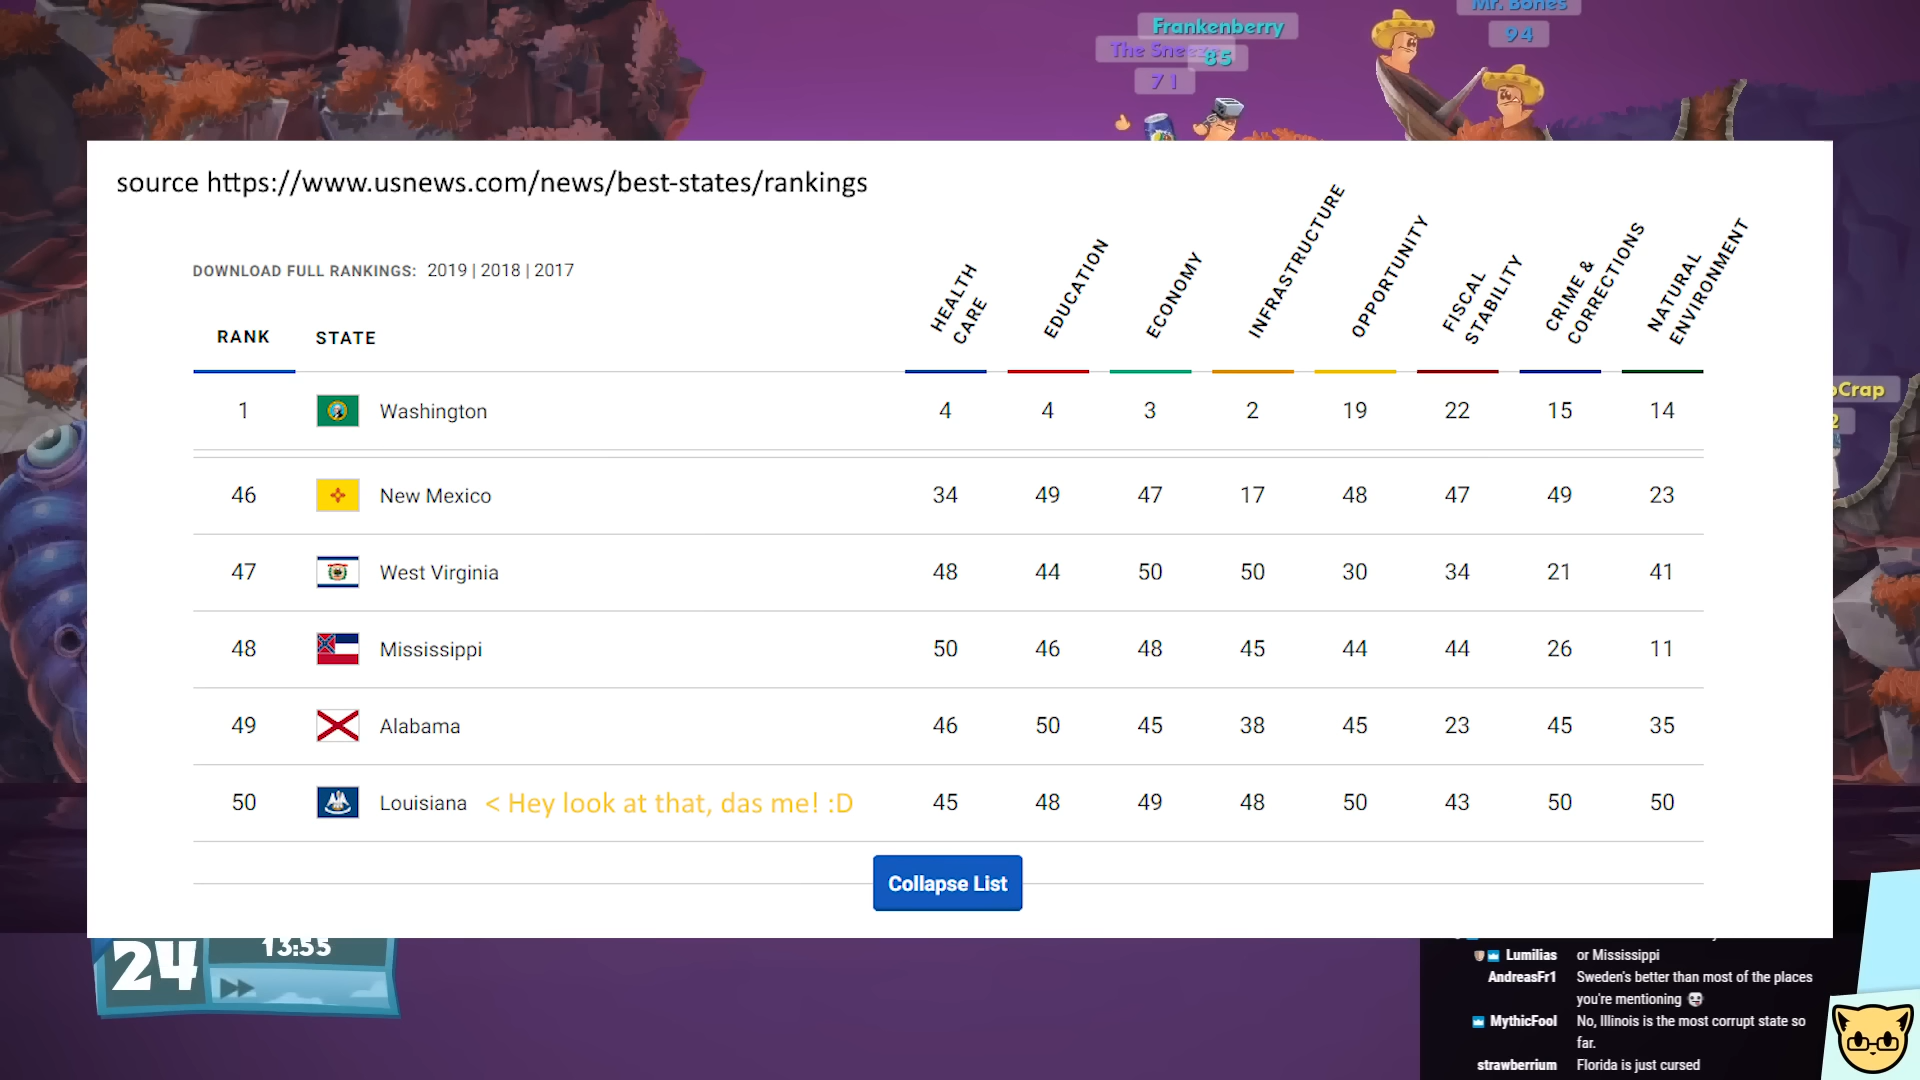 Mr. Bones
94
Frankenberry
85
The Sneeze
71
source https://www.usnews.com/news/best-states/rankings
DOWNLOAD FULL RANKINGS: 2019 | 2018 | 2017
RANK STATE HEALTH CARE EDUCATION ECONOMY INFRASTRUCTURE OPPORTUNITY FISCAL STABILITY CRIME & CORRECTIONS NATURAL ENVIRONMENT
1 Washington 4 4 3 2 19 22 15 14
46 New Mexico 34 49 47 17 48 47 49 23
47 West Virginia 48 44 50 50 30 34 21 41
48 Mississippi 50 46 48 45 44 44 26 11
49 Alabama 46 50 45 38 45 23 45 35
50 Louisiana < Hey look at that, das me! :D 45 48 49 48 50 43 50 50
Collapse List
Crap
2
24
13:55
Lumilias or Mississippi
AndreasFr1 Sweden's better than most of the places
you're mentioning
MythicFool No, Illinois is the most corrupt state so
far.
strawberrium Florida is just cursed